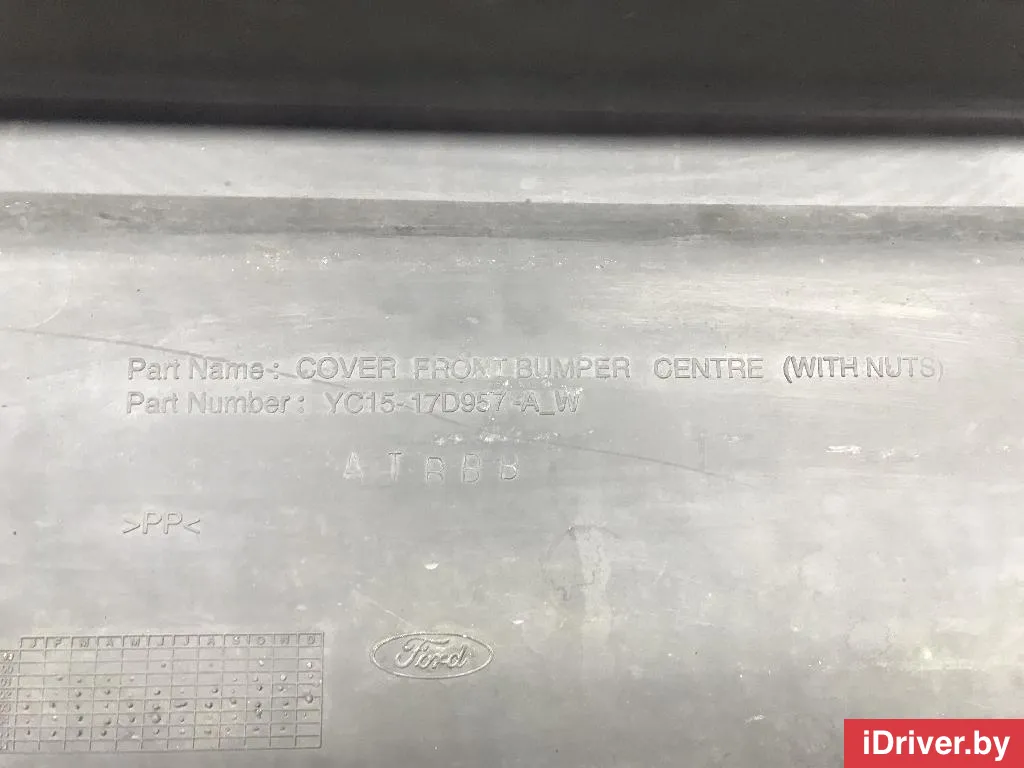 Part Name: COVER FRONT BUMPER CENTRE (WITH NUTS)
Part Number: YC15-17D957-A_W
A T B B B
>PP<
J F M A M J J A S O N D
Ford
iDriver.by